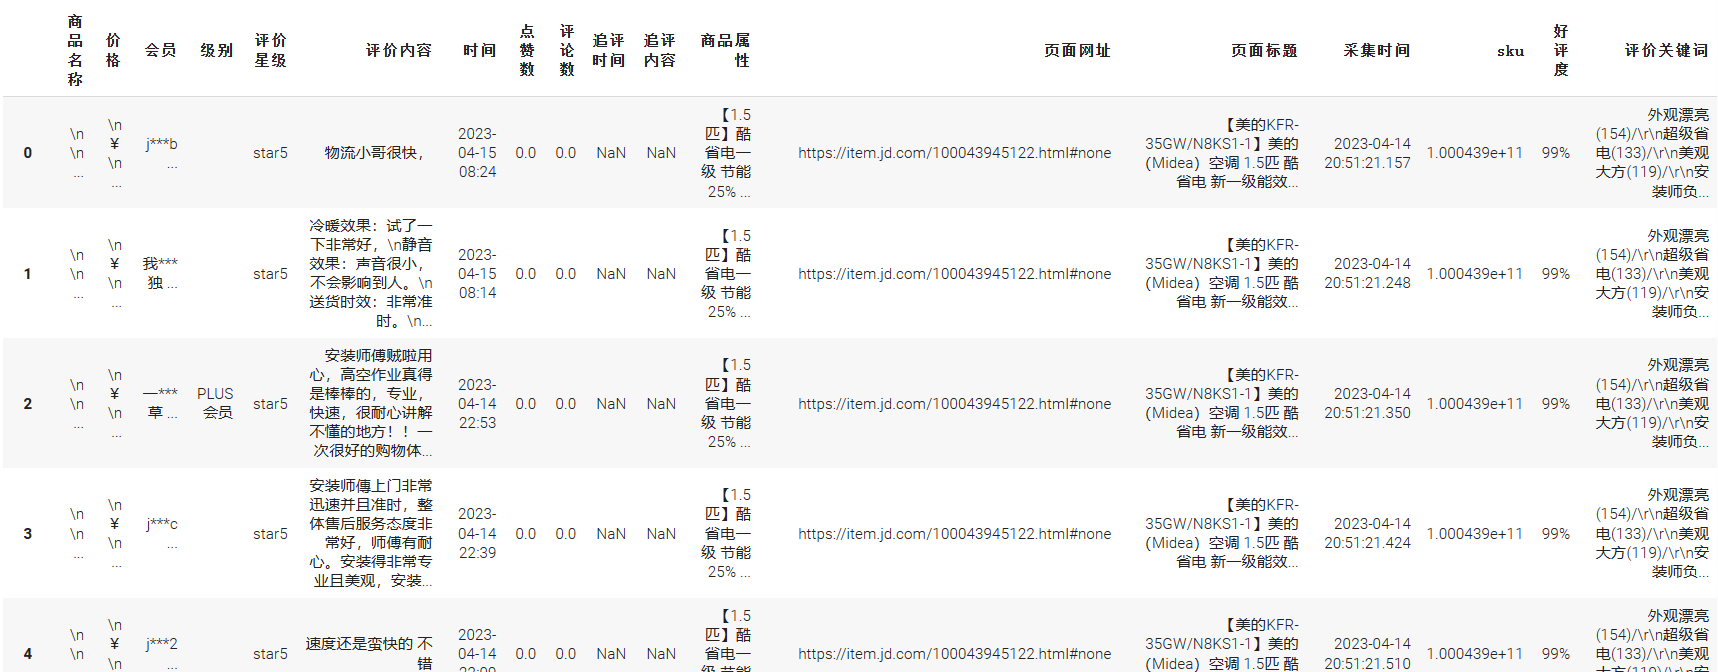 商品名称 价格 会员 级别 评价星级 评价内容 时间 点赞数 评论数 追评时间 追评内容 商品属性 页面网址 页面标题 采集时间 sku 好评度 评价关键词
0 \n \n ... \n ¥ \n ... j***b ... star5 物流小哥很快， 2023-04-15 08:24 0.0 0.0 NaN NaN 【1.5匹】酷省电一级 节能25% ... https://item.jd.com/100043945122.html#none 【美的KFR-35GW/N8KS1-1】美的（Midea）空调 1.5匹 酷省电 新一级能效... 2023-04-14 20:51:21.157 1.000439e+11 99% 外观漂亮(154)/\r\n超级省电(133)/\r\n美观大方(119)/\r\n安装师负...
1 \n \n ... \n ¥ \n ... 我***独 ... star5 冷暖效果：试了一下非常好，\n静音效果：声音很小，不会影响到人。\n送货时效：非常准时。\n... 2023-04-15 08:14 0.0 0.0 NaN NaN 【1.5匹】酷省电一级 节能25% ... https://item.jd.com/100043945122.html#none 【美的KFR-35GW/N8KS1-1】美的（Midea）空调 1.5匹 酷省电 新一级能效... 2023-04-14 20:51:21.248 1.000439e+11 99% 外观漂亮(154)/\r\n超级省电(133)/\r\n美观大方(119)/\r\n安装师负...
2 \n \n ... \n ¥ \n ... 一***草 ... PLUS会员 star5 安装师傅贼啦用心，高空作业真得是棒棒的，专业，快速，很耐心讲解不懂的地方！！一次很好的购物体... 2023-04-14 22:53 0.0 0.0 NaN NaN 【1.5匹】酷省电一级 节能25% ... https://item.jd.com/100043945122.html#none 【美的KFR-35GW/N8KS1-1】美的（Midea）空调 1.5匹 酷省电 新一级能效... 2023-04-14 20:51:21.350 1.000439e+11 99% 外观漂亮(154)/\r\n超级省电(133)/\r\n美观大方(119)/\r\n安装师负...
3 \n \n ... \n ¥ \n ... j***c ... star5 安装师傅上门非常迅速并且准时，整体售后服务态度非常好，师傅有耐心。安装得非常专业且美观，安装... 2023-04-14 22:39 0.0 0.0 NaN NaN 【1.5匹】酷省电一级 节能25% ... https://item.jd.com/100043945122.html#none 【美的KFR-35GW/N8KS1-1】美的（Midea）空调 1.5匹 酷省电 新一级能效... 2023-04-14 20:51:21.424 1.000439e+11 99% 外观漂亮(154)/\r\n超级省电(133)/\r\n美观大方(119)/\r\n安装师负...
4 \n \n \n ¥ \n j***2 ... star5 速度还是蛮快的 不错 2023-04-14 0.0 0.0 NaN NaN 【1.5匹】酷省电一级 节能 https://item.jd.com/100043945122.html#none 【美的KFR-35GW/N8KS1-1】美的（Midea）空调 1.5匹 酷 2023-04-14 20:51:21.510 1.000439e+11 99% 外观漂亮(154)/\r\n超级省电(133)/\r\n美观大方(119)/\r\n安